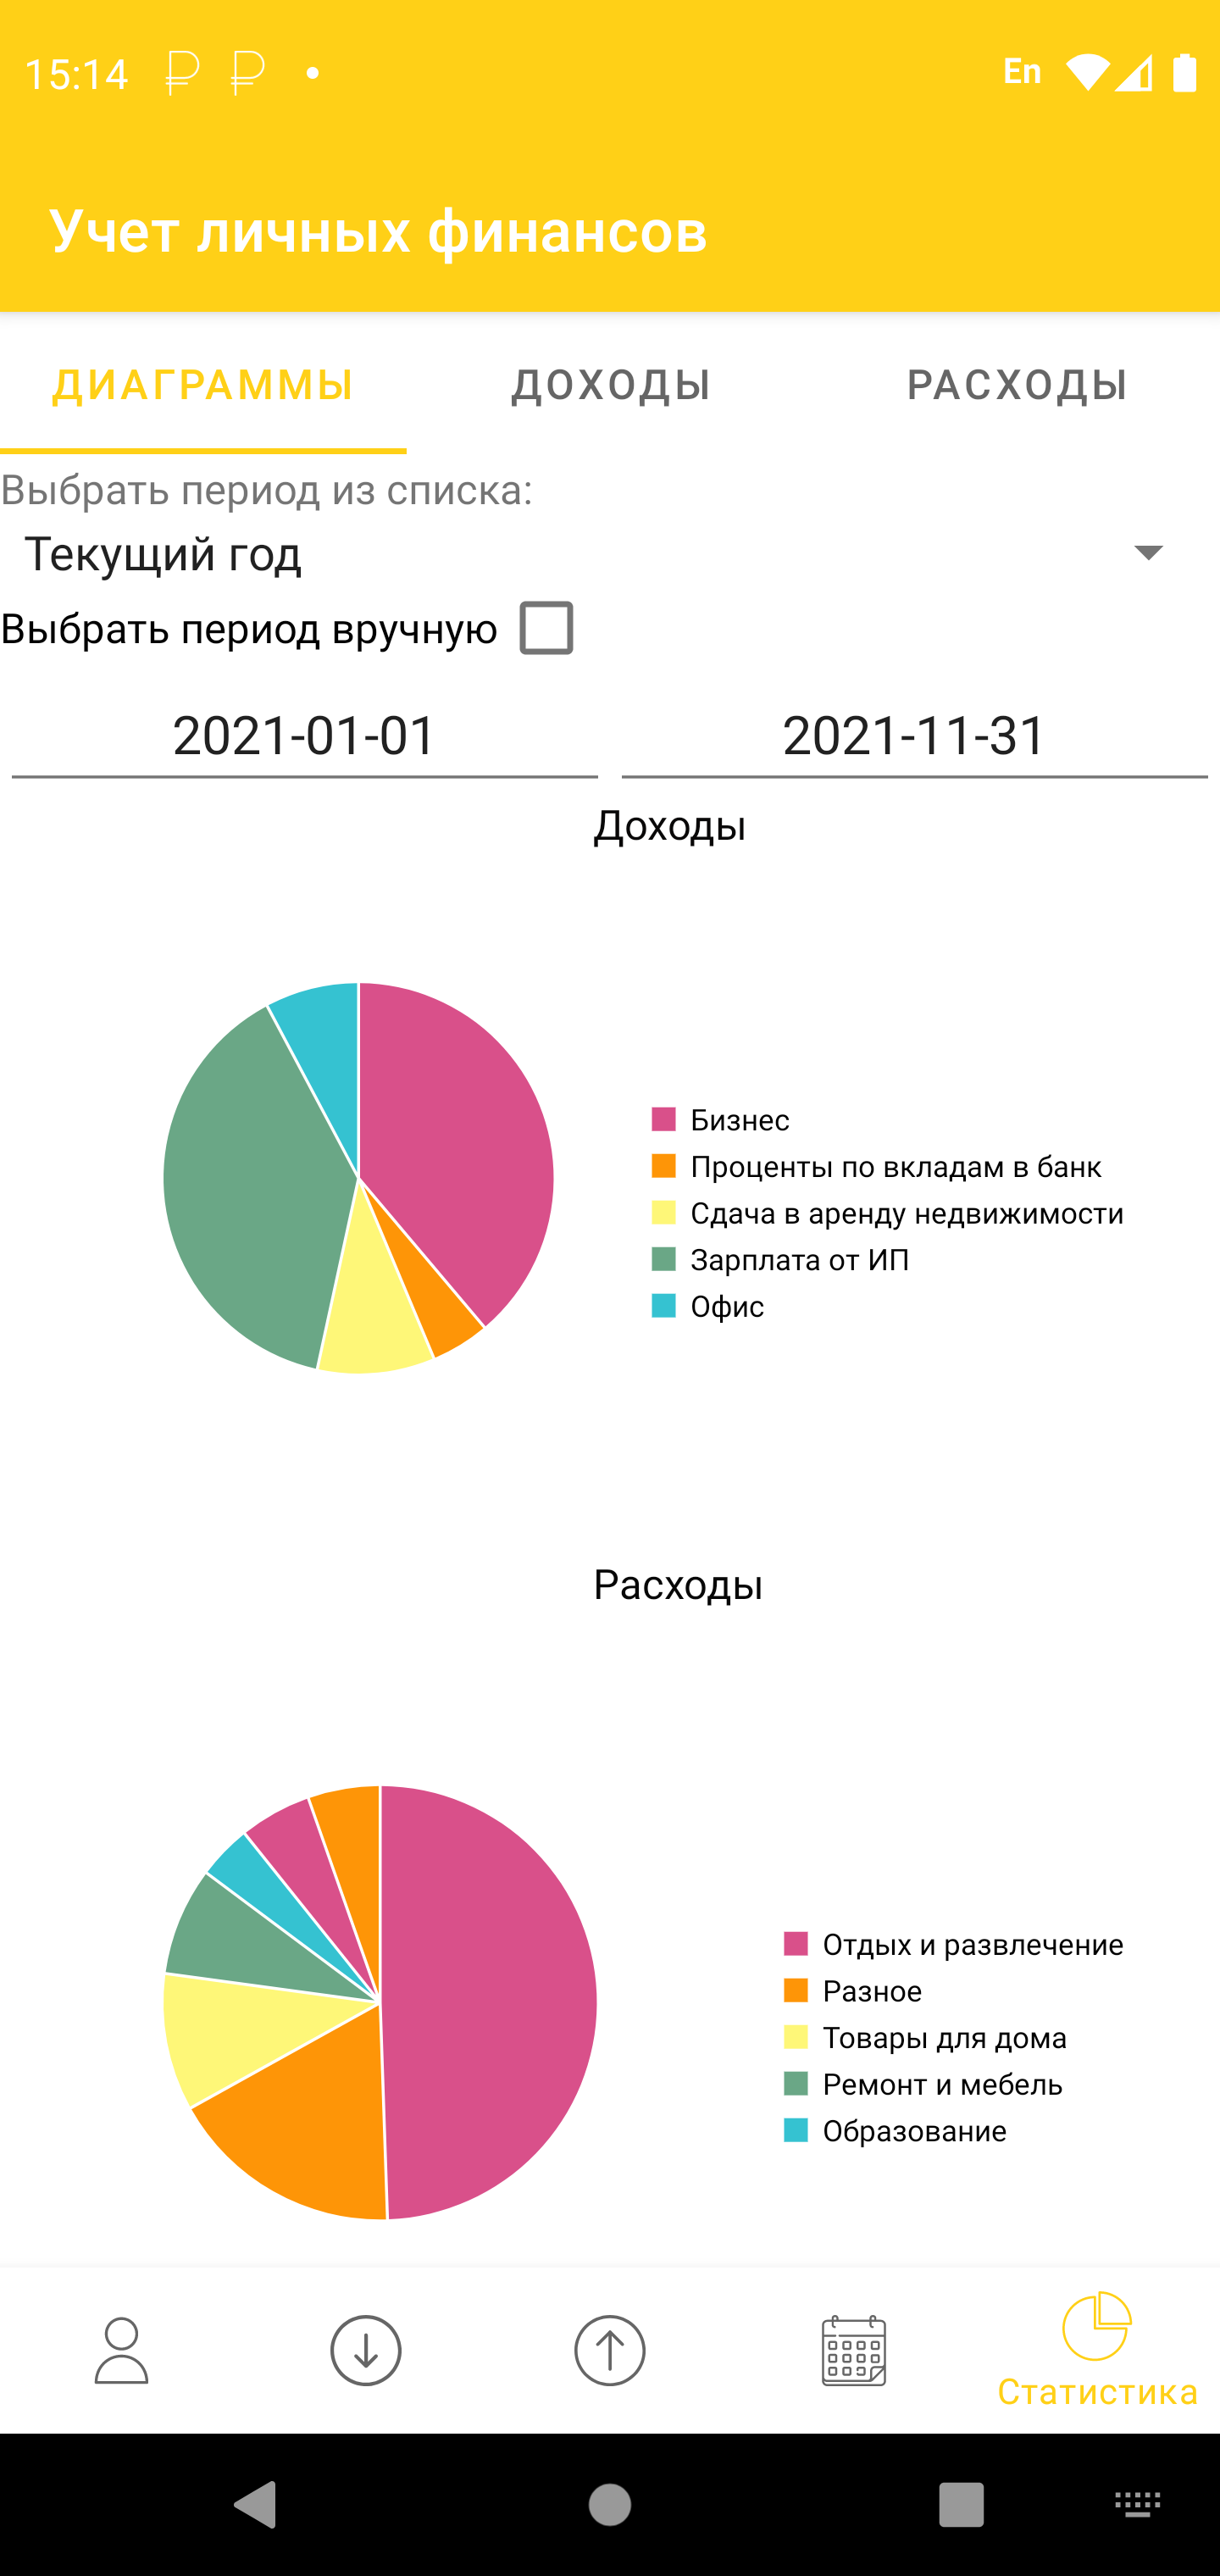 15:14 ₽ ₽ • En
Учет личных финансов
ДИАГРАММЫ ДОХОДЫ РАСХОДЫ
Выбрать период из списка:
Текущий год
Выбрать период вручную
2021-01-01 2021-11-31
Доходы
Бизнес
Проценты по вкладам в банк
Сдача в аренду недвижимости
Зарплата от ИП
Офис
Расходы
Отдых и развлечение
Разное
Товары для дома
Ремонт и мебель
Образование
Статистика